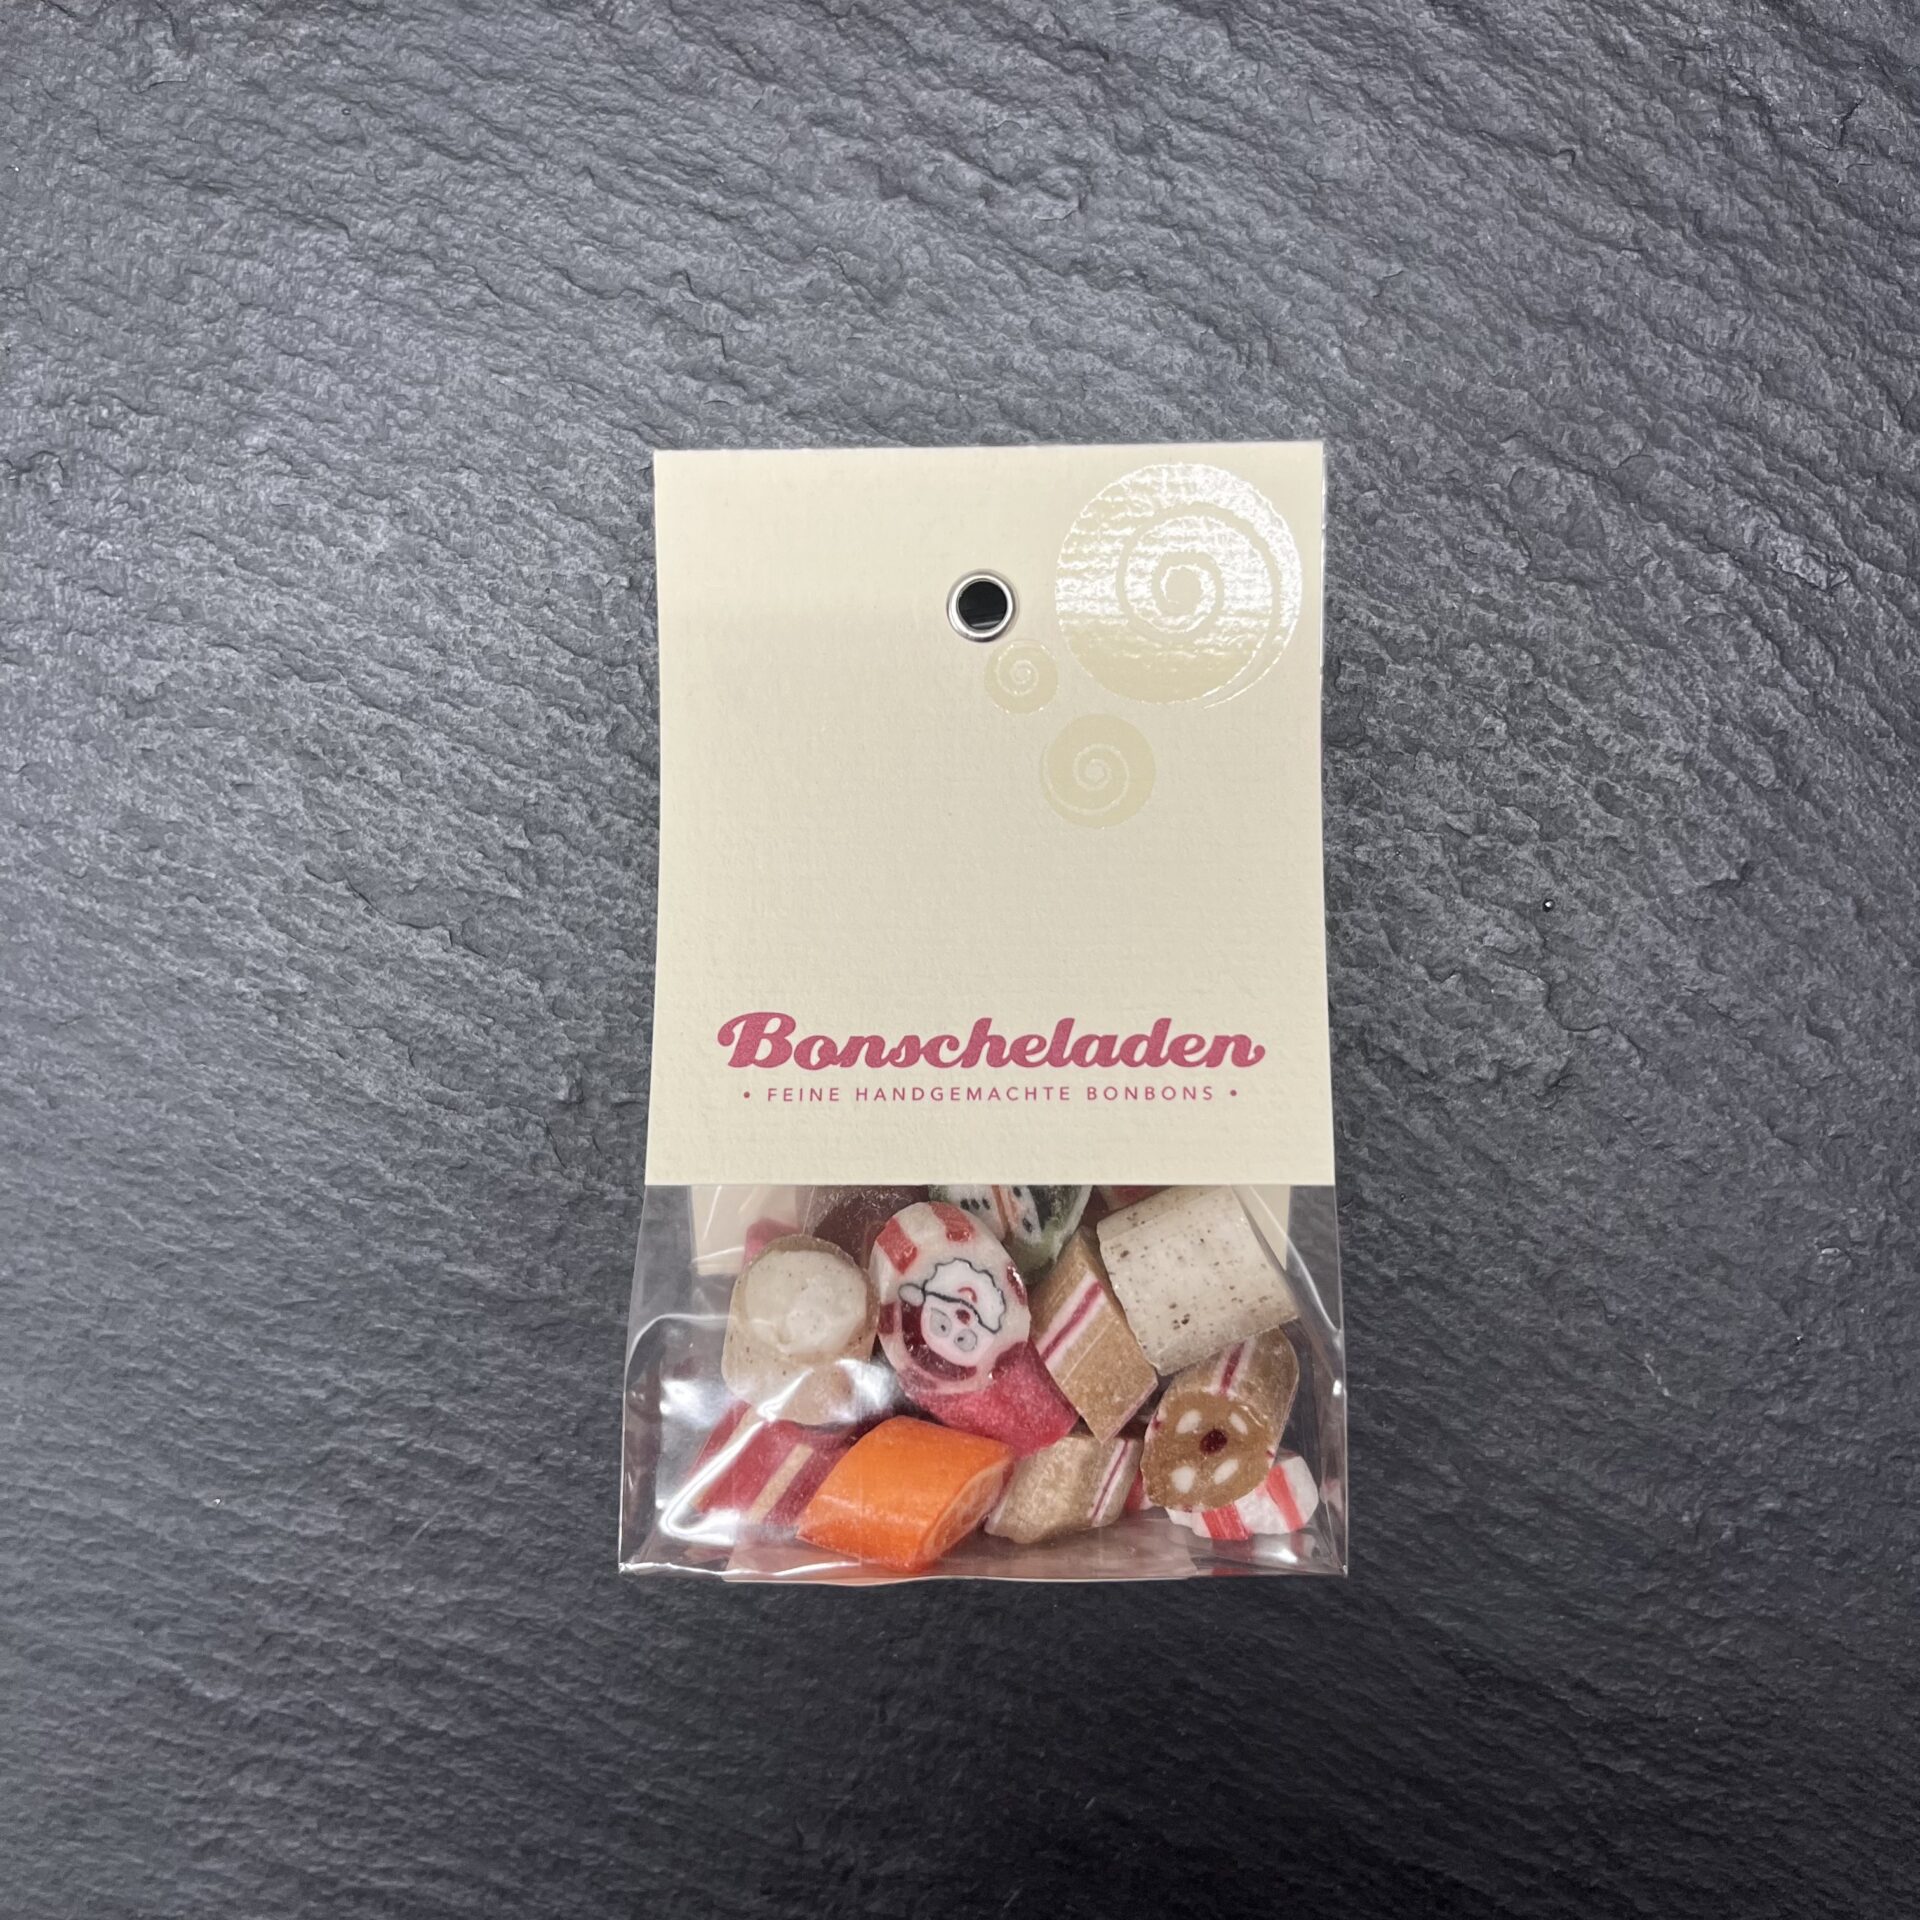 Bonscheladen
• FEINE HANDGEMACHTE BONBONS •